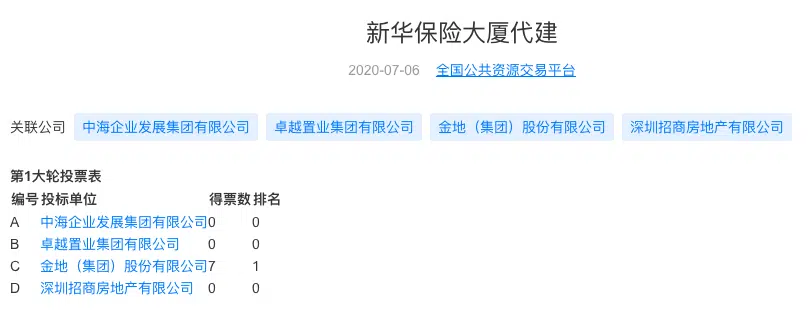 新华保险大厦代建
2020-07-06 全国公共资源交易平台
关联公司 中海企业发展集团有限公司 卓越置业集团有限公司 金地（集团）股份有限公司 深圳招商房地产有限公司
第1大轮投票表
编号 投标单位 得票数 排名
A 中海企业发展集团有限公司 0 0
B 卓越置业集团有限公司 0 0
C 金地（集团）股份有限公司 7 1
D 深圳招商房地产有限公司 0 0